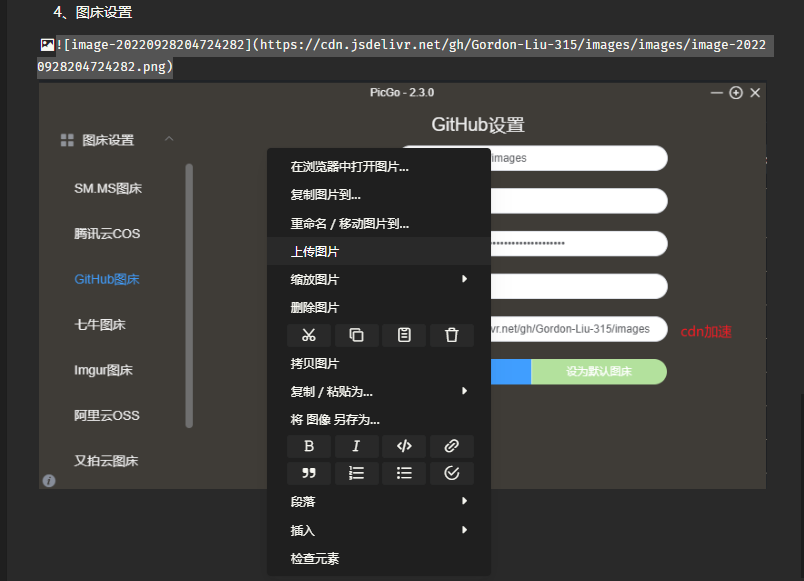 4、图床设置
![image-20220928204724282](https://cdn.jsdelivr.net/gh/Gordon-Liu-315/images/images/image-2022
0928204724282.png)
PicGo - 2.3.0
图床设置
SM.MS图床
腾讯云COS
GitHub图床
七牛图床
Imgur图床
阿里云OSS
又拍云图床
GitHub设置
images
vr.net/gh/Gordon-Liu-315/images
cdn加速
设为默认图床
在浏览器中打开图片...
复制图片到...
重命名 / 移动图片到...
上传图片
缩放图片
删除图片
拷贝图片
复制 / 粘贴为...
将 图像 另存为...
B I </>
段落
插入
检查元素